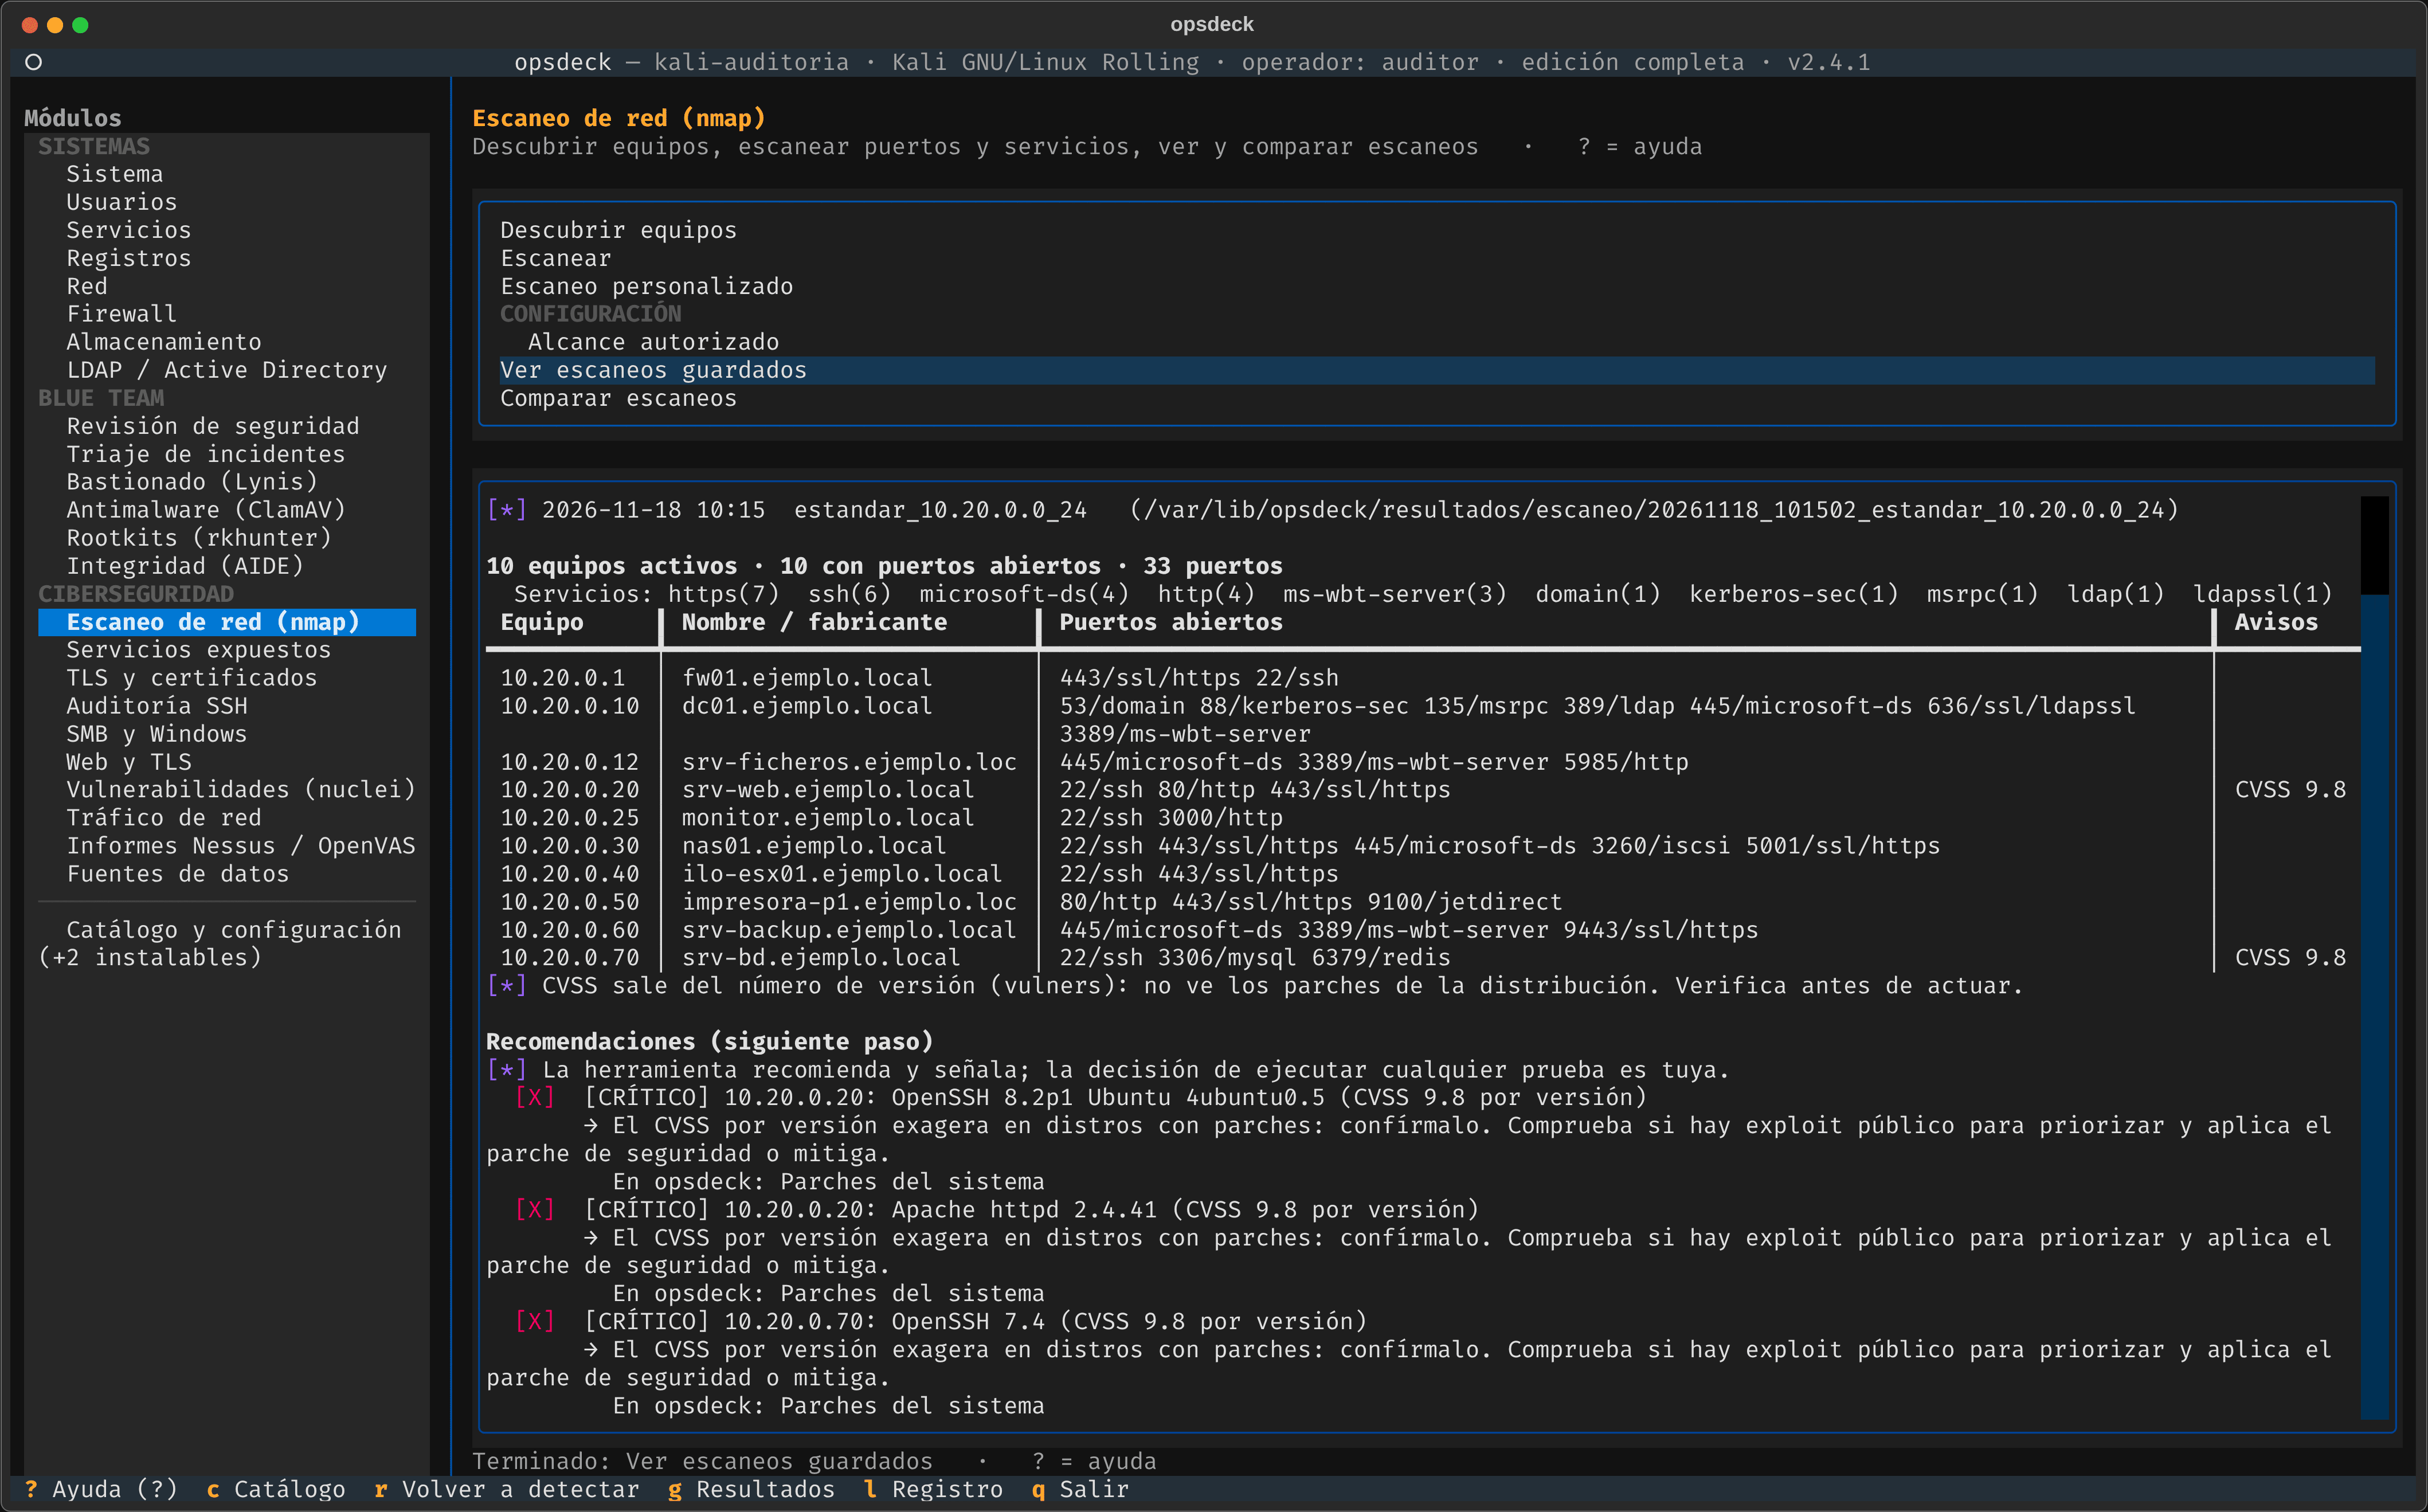 opsdeck
opsdeck — kali-auditoria · Kali GNU/Linux Rolling · operador: auditor · edición completa · v2.4.1
Módulos
SISTEMAS
Sistema
Usuarios
Servicios
Registros
Red
Firewall
Almacenamiento
LDAP / Active Directory
BLUE TEAM
Revisión de seguridad
Triaje de incidentes
Bastionado (Lynis)
Antimalware (ClamAV)
Rootkits (rkhunter)
Integridad (AIDE)
CIBERSEGURIDAD
Escaneo de red (nmap)
Servicios expuestos
TLS y certificados
Auditoría SSH
SMB y Windows
Web y TLS
Vulnerabilidades (nuclei)
Tráfico de red
Informes Nessus / OpenVAS
Fuentes de datos
Catálogo y configuración
(+2 instalables)
Escaneo de red (nmap)
Descubrir equipos, escanear puertos y servicios, ver y comparar escaneos · ? = ayuda
Descubrir equipos
Escanear
Escaneo personalizado
CONFIGURACIÓN
Alcance autorizado
Ver escaneos guardados
Comparar escaneos
[*] 2026-11-18 10:15 estandar_10.20.0.0_24 (/var/lib/opsdeck/resultados/escaneo/20261118_101502_estandar_10.20.0.0_24)
10 equipos activos · 10 con puertos abiertos · 33 puertos
Servicios: https(7) ssh(6) microsoft-ds(4) http(4) ms-wbt-server(3) domain(1) kerberos-sec(1) msrpc(1) ldap(1) ldapssl(1)
Equipo Nombre / fabricante Puertos abiertos Avisos
10.20.0.1 fw01.ejemplo.local 443/ssl/https 22/ssh
10.20.0.10 dc01.ejemplo.local 53/domain 88/kerberos-sec 135/msrpc 389/ldap 445/microsoft-ds 636/ssl/ldapssl
3389/ms-wbt-server
10.20.0.12 srv-ficheros.ejemplo.loc 445/microsoft-ds 3389/ms-wbt-server 5985/http
10.20.0.20 srv-web.ejemplo.local 22/ssh 80/http 443/ssl/https CVSS 9.8
10.20.0.25 monitor.ejemplo.local 22/ssh 3000/http
10.20.0.30 nas01.ejemplo.local 22/ssh 443/ssl/https 445/microsoft-ds 3260/iscsi 5001/ssl/https
10.20.0.40 ilo-esx01.ejemplo.local 22/ssh 443/ssl/https
10.20.0.50 impresora-p1.ejemplo.loc 80/http 443/ssl/https 9100/jetdirect
10.20.0.60 srv-backup.ejemplo.local 445/microsoft-ds 3389/ms-wbt-server 9443/ssl/https
10.20.0.70 srv-bd.ejemplo.local 22/ssh 3306/mysql 6379/redis CVSS 9.8
[*] CVSS sale del número de versión (vulners): no ve los parches de la distribución. Verifica antes de actuar.
Recomendaciones (siguiente paso)
[*] La herramienta recomienda y señala; la decisión de ejecutar cualquier prueba es tuya.
[X] [CRÍTICO] 10.20.0.20: OpenSSH 8.2p1 Ubuntu 4ubuntu0.5 (CVSS 9.8 por versión)
→ El CVSS por versión exagera en distros con parches: confírmalo. Comprueba si hay exploit público para priorizar y aplica el
parche de seguridad o mitiga.
En opsdeck: Parches del sistema
[X] [CRÍTICO] 10.20.0.20: Apache httpd 2.4.41 (CVSS 9.8 por versión)
→ El CVSS por versión exagera en distros con parches: confírmalo. Comprueba si hay exploit público para priorizar y aplica el
parche de seguridad o mitiga.
En opsdeck: Parches del sistema
[X] [CRÍTICO] 10.20.0.70: OpenSSH 7.4 (CVSS 9.8 por versión)
→ El CVSS por versión exagera en distros con parches: confírmalo. Comprueba si hay exploit público para priorizar y aplica el
parche de seguridad o mitiga.
En opsdeck: Parches del sistema
Terminado: Ver escaneos guardados · ? = ayuda
? Ayuda (?) c Catálogo r Volver a detectar g Resultados l Registro q Salir